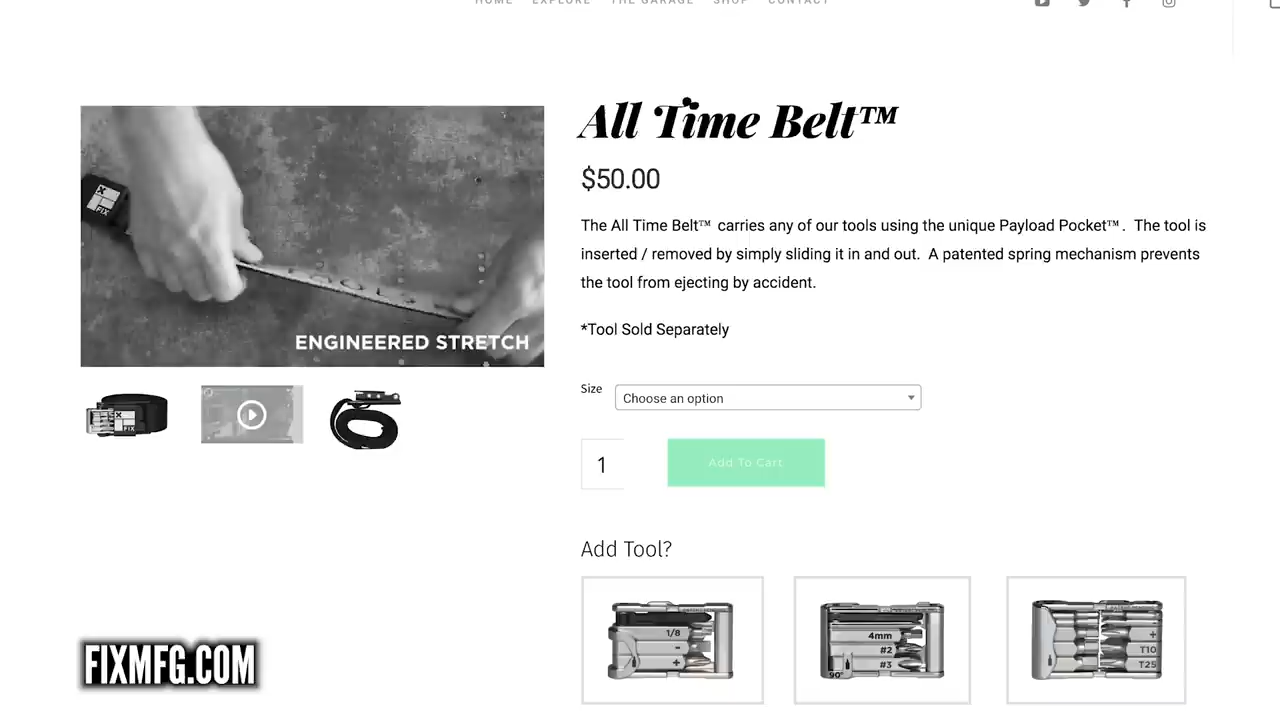 HOME EXPLORE THE GARAGE SHOP CONTACT
All Time Belt™
$50.00
The All Time Belt™ carries any of our tools using the unique Payload Pocket™. The tool is
inserted / removed by simply sliding it in and out. A patented spring mechanism prevents
the tool from ejecting by accident.
*Tool Sold Separately
Size
Choose an option
1
Add To Cart
Add Tool?
X
FIX
ENGINEERED STRETCH
X
FIX
1/8
-
+
4mm
#2
#3
90°
+
T10
T25
FIXMFG.COM